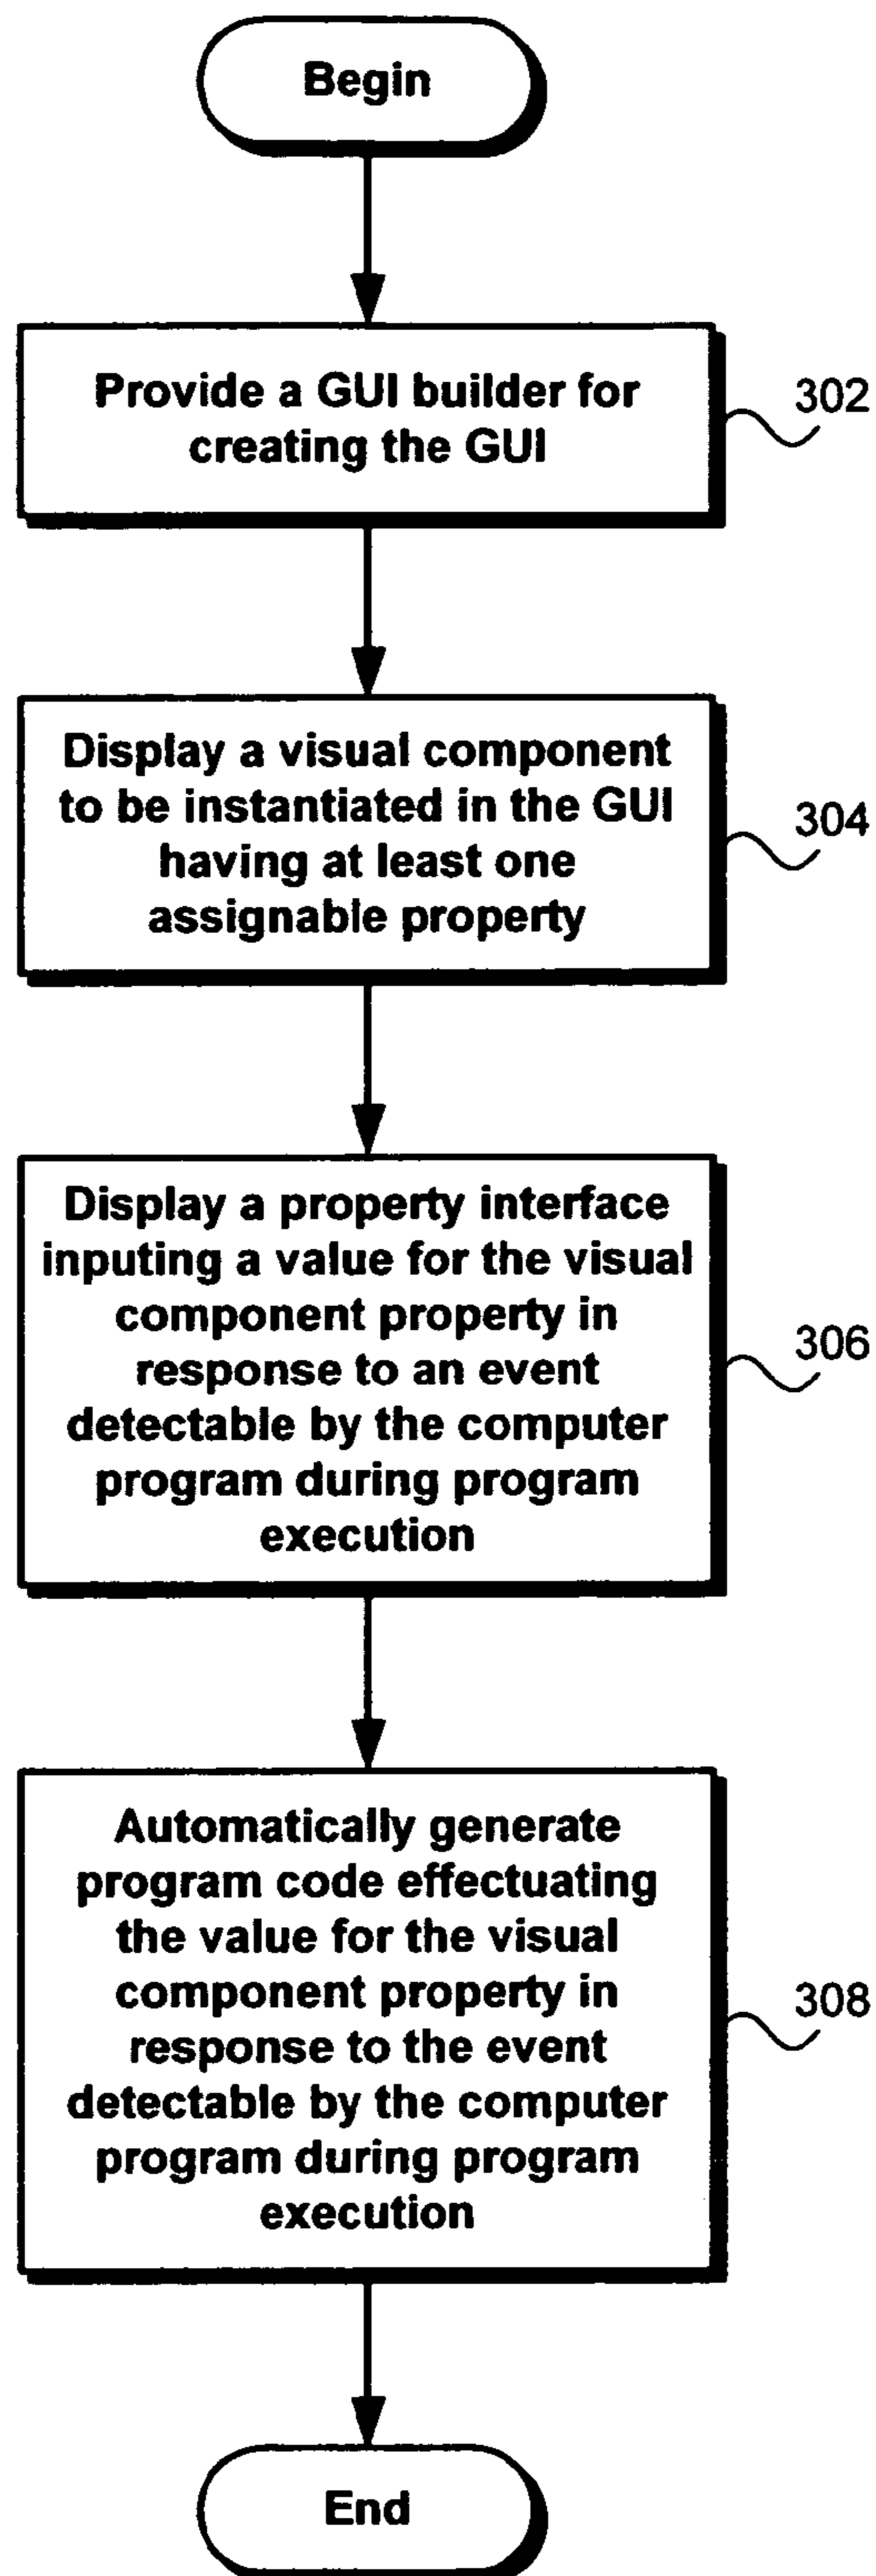 Begin
Provide a GUI builder for
creating the GUI
302
Display a visual component
to be instantiated in the GUI
having at least one
assignable property
304
Display a property interface
inputing a value for the visual
component property in
response to an event
detectable by the computer
program during program
execution
306
Automatically generate
program code effectuating
the value for the visual
component property in
response to the event
detectable by the computer
program during program
execution
308
End